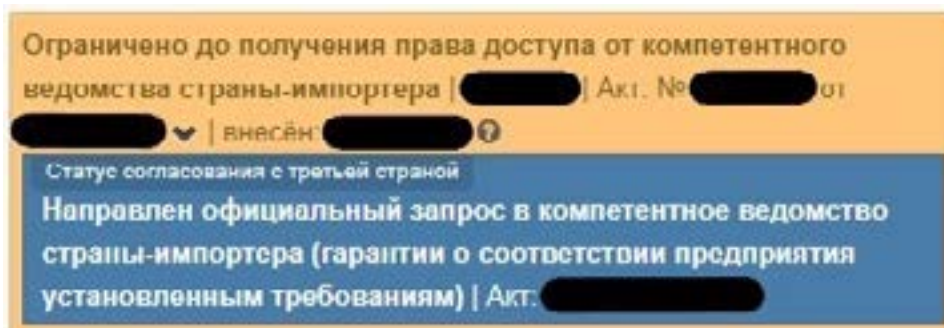 Ограничено до получения права доступа от компетентного
ведомства страны-импортера | | Акт. № от
| внесён:
Статус согласования с третьей страной
Направлен официальный запрос в компетентное ведомство
страны-импортера (гарантии о соответствии предприятия
установленным требованиям) | Акт: